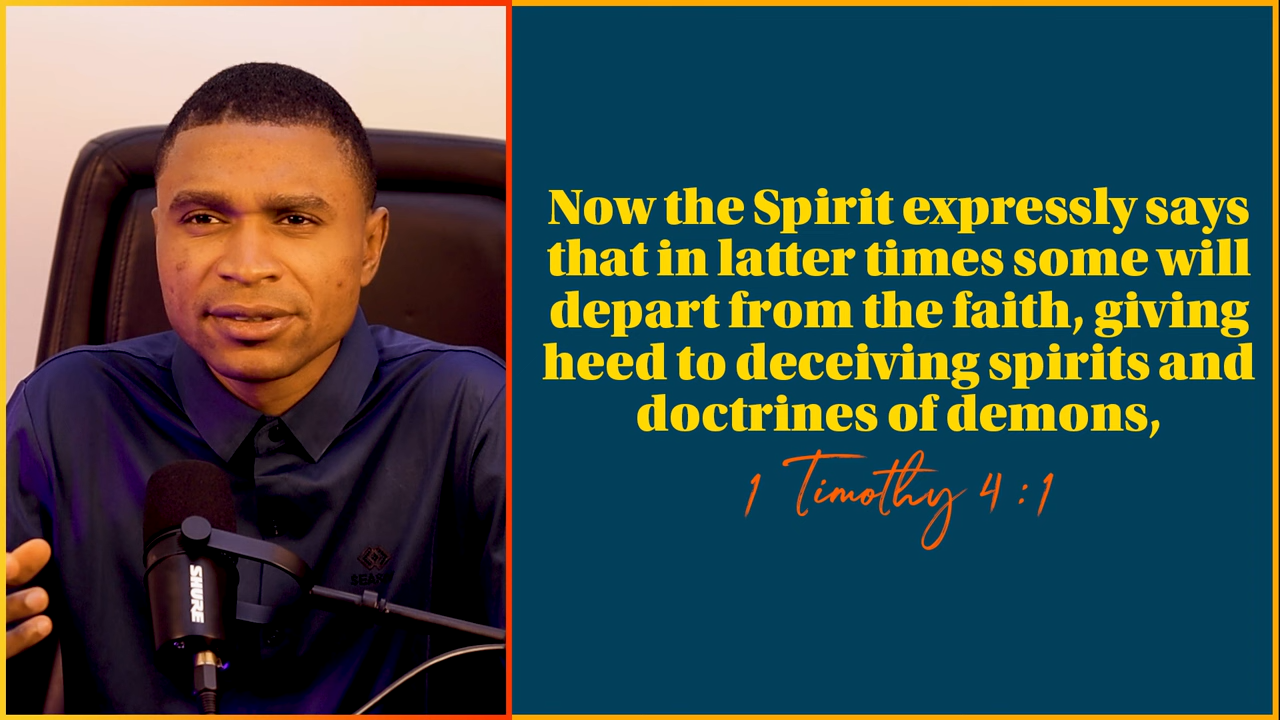 Now the Spirit expressly says
that in latter times some will
depart from the faith, giving
heed to deceiving spirits and
doctrines of demons,
1 Timothy 4 : 1
SHURE